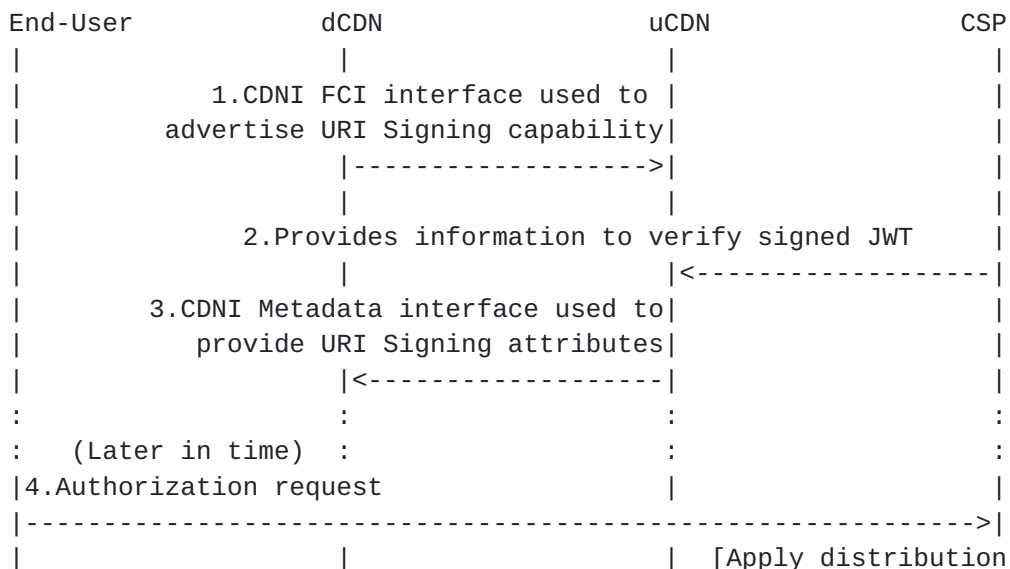 End-User            dCDN                 uCDN                CSP
|                    |                    |                    |
|            1.CDNI FCI interface used to |                    |
|         advertise URI Signing capability|                    |
|                    |------------------->|                    |
|                    |                    |                    |
|              2.Provides information to verify signed JWT     |
|                    |                    |<-------------------|
|        3.CDNI Metadata interface used to|                    |
|           provide URI Signing attributes|                    |
|                    |<-------------------|                    |
:                    :                    :                    :
:   (Later in time)  :                    :                    :
|4.Authorization request                  |                    |
|------------------------------------------------------------->|
|                    |                    |  [Apply distribution